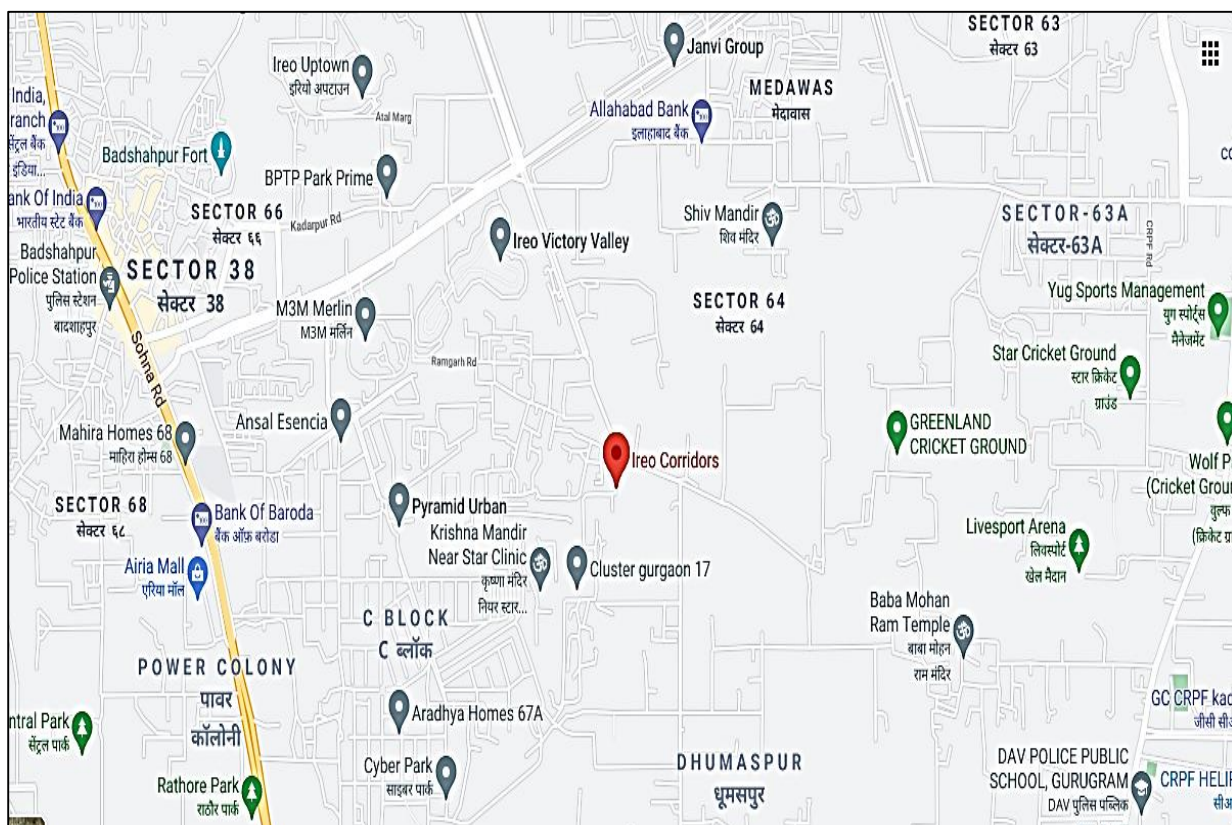 SECTOR 63
सेक्टर 63
Janvi Group
Ireo Uptown
इरियो अपटाउन
MEDAWAS
मेदावास
India,
ranch
सेंट्रल बैंक
इंडिया...
Atal Marg
Allahabad Bank
इलाहाबाद बैंक
Badshahpur Fort
BPTP Park Prime
ank Of India
भारतीय स्टेट बैंक
SECTOR 66
सेक्टर ६६
Kadarpur Rd
Shiv Mandir
शिव मंदिर
SECTOR-63A
सेक्टर-63A
CRPF Rd
Ireo Victory Valley
Badshahpur
Police Station
पुलिस स्टेशन
बादशाहपुर
SECTOR 38
सेक्टर 38
SECTOR 64
सेक्टर 64
Yug Sports Management
युग स्पोर्ट्स
मैनेजमेंट
M3M Merlin
M3M मर्लिन
Sohna Rd
Ramgarh Rd
Star Cricket Ground
स्टार क्रिकेट
ग्राउंड
Ansal Esencia
Mahira Homes 68
माहिरा होम्स 68
GREENLAND
CRICKET GROUND
Ireo Corridors
Wolf P
(Cricket Groun
वुल्फ
(क्रिकेट ग्रा
SECTOR 68
सेक्टर ६८
Bank Of Baroda
बैंक ऑफ़ बरोडा
Pyramid Urban
Krishna Mandir
Near Star Clinic
कृष्णा मंदिर
नियर स्टार...
Cluster gurgaon 17
Livesport Arena
लिवस्पोर्ट
खेल मैदान
Airia Mall
एरिया मॉल
C BLOCK
C ब्लॉक
Baba Mohan
Ram Temple
बाबा मोहन
राम मंदिर
POWER COLONY
पावर
कॉलोनी
Aradhya Homes 67A
GC CRPF kad
जीसी सीआ
ntral Park
सेंट्रल पार्क
Cyber Park
साइबर पार्क
DHUMASPUR
धूमसपुर
DAV POLICE PUBLIC
SCHOOL, GURUGRAM
DAV पुलिस पब्लिक
CRPF HELIP
सीआ
Rathore Park
राठौर पार्क